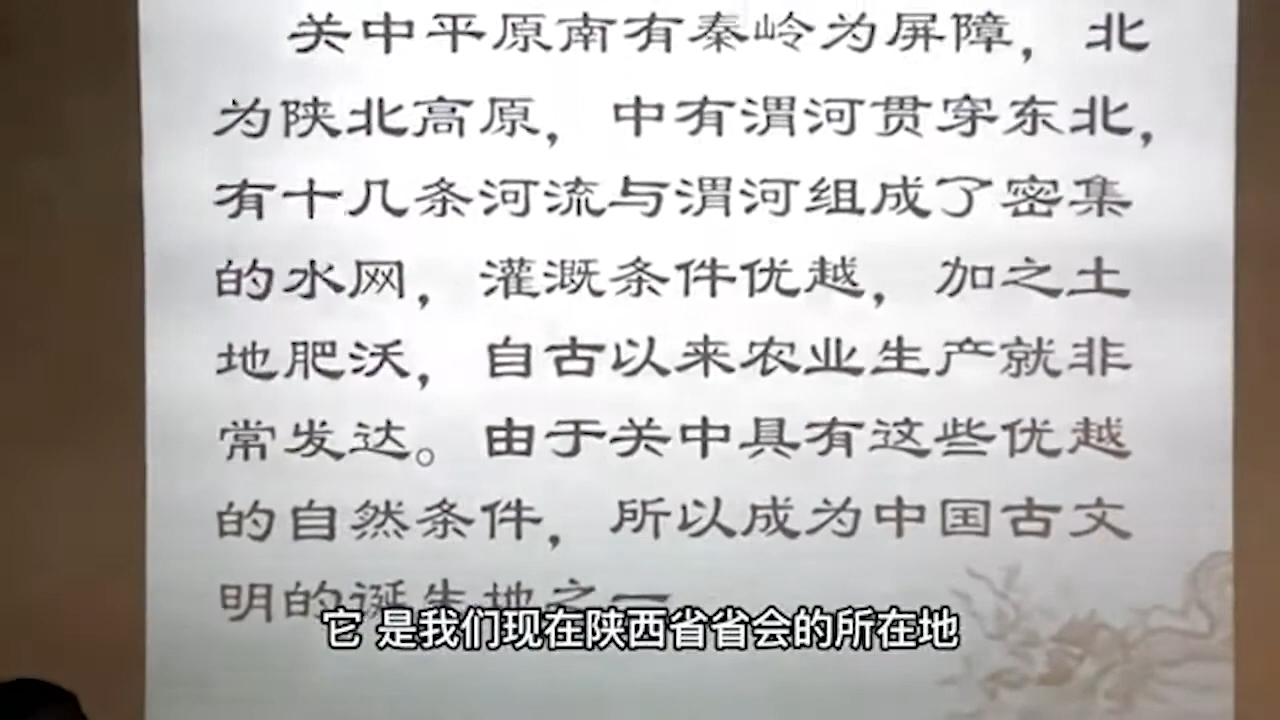 关中平原南有秦岭为屏障，北
为陕北高原，中有渭河贯穿东北，
有十几条河流与渭河组成了密集
的水网，灌溉条件优越，加之土
地肥沃，自古以来农业生产就非
常发达。由于关中具有这些优越
的自然条件，所以成为中国古文
明的诞生地之一
它 是我们现在陕西省省会的所在地